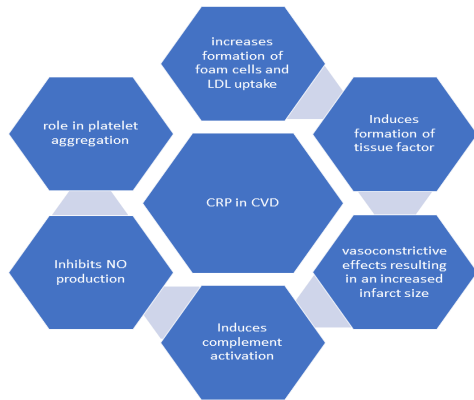 increases
formation of
foam cells and
LDL uptake
Induces
formation of
tissue factor
vasoconstrictive
effects resulting
in an increased
infarct size
Induces
complement
activation
Inhibits NO
production
role in platelet
aggregation
CRP in CVD